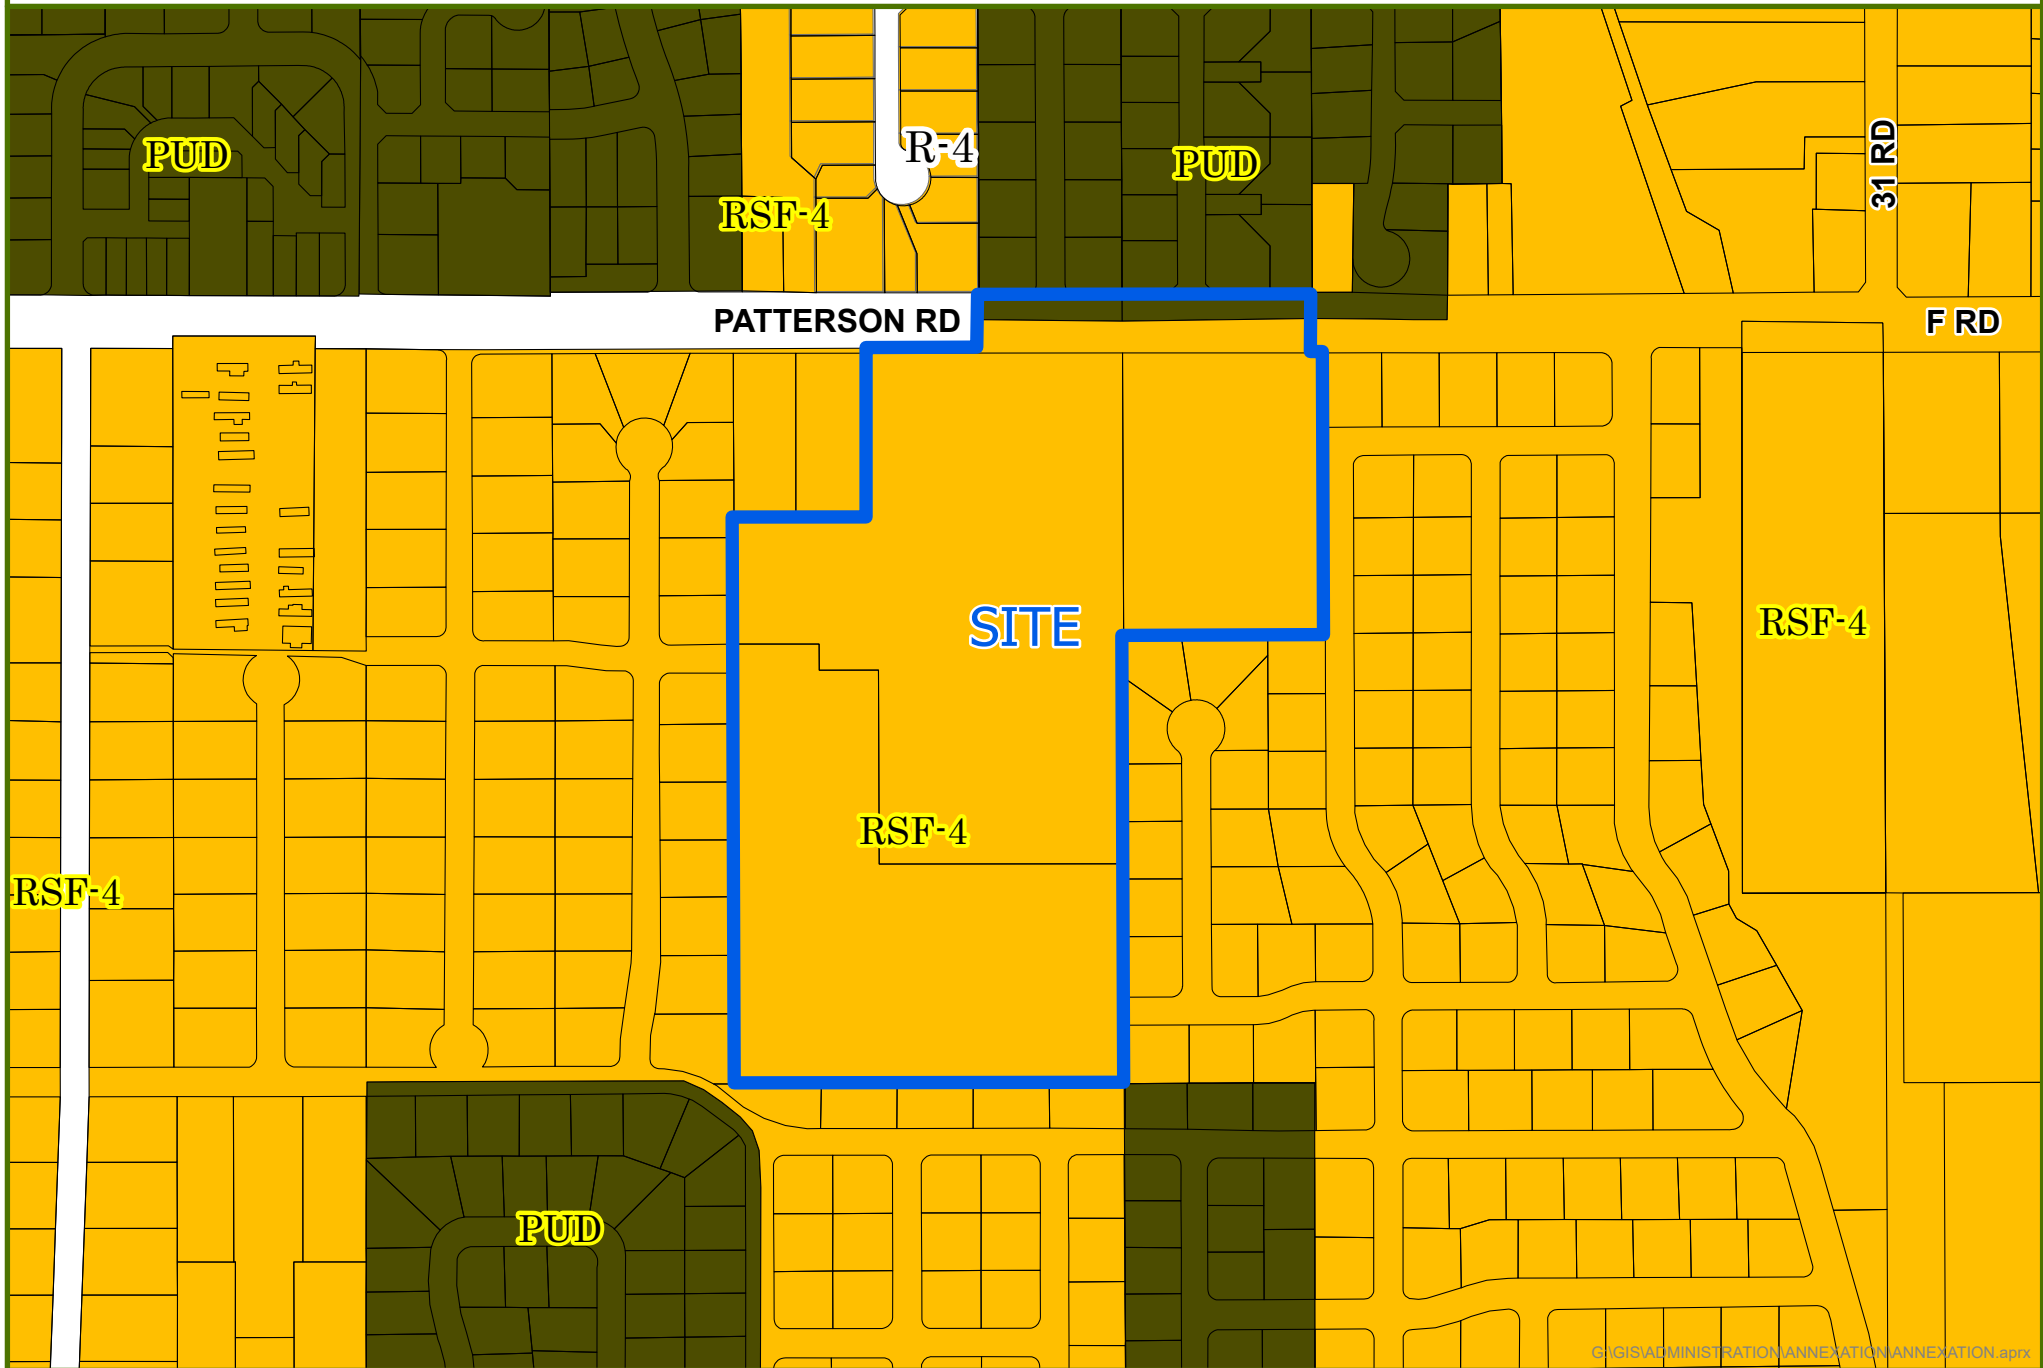 PUD
R-4
PUD
31 RD
RSF-4
PATTERSON RD
F RD
SITE
RSF-4
RSF-4
RSF-4
PUD
G:\GIS\ADMINISTRATION\ANNEXATION\ANNEXATION.aprx